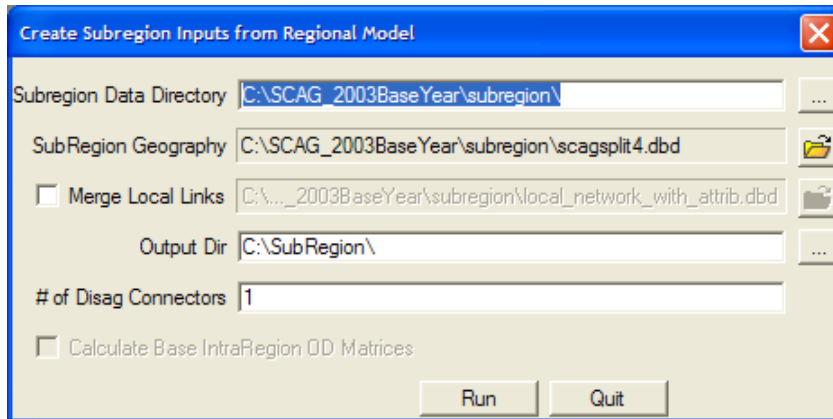 Create Subregion Inputs from Regional Model
Subregion Data Directory C:\SCAG_2003BaseYear\subregion\ ...
SubRegion Geography C:\SCAG_2003BaseYear\subregion\scagsplit4.dbd
Merge Local Links C:\..._2003BaseYear\subregion\local_network_with_attrib.dbd
Output Dir C:\SubRegion\ ...
# of Disag Connectors 1
Calculate Base IntraRegion OD Matrices
Run Quit